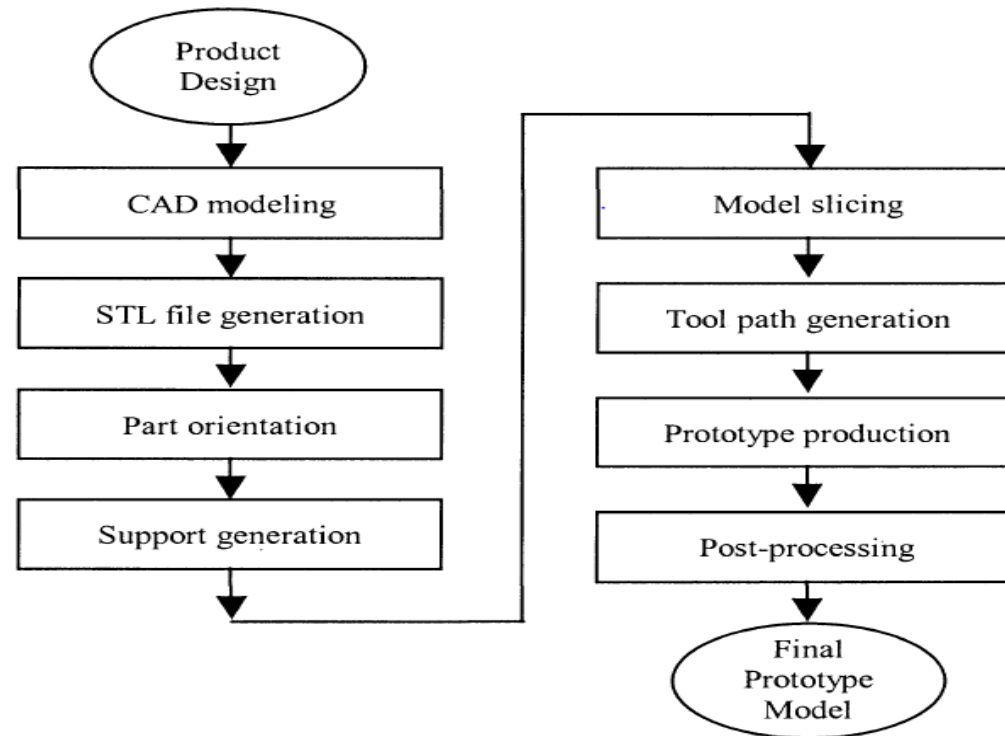 Product
Design
CAD modeling
STL file generation
Part orientation
Support generation
Model slicing
Tool path generation
Prototype production
Post-processing
Final
Prototype
Model